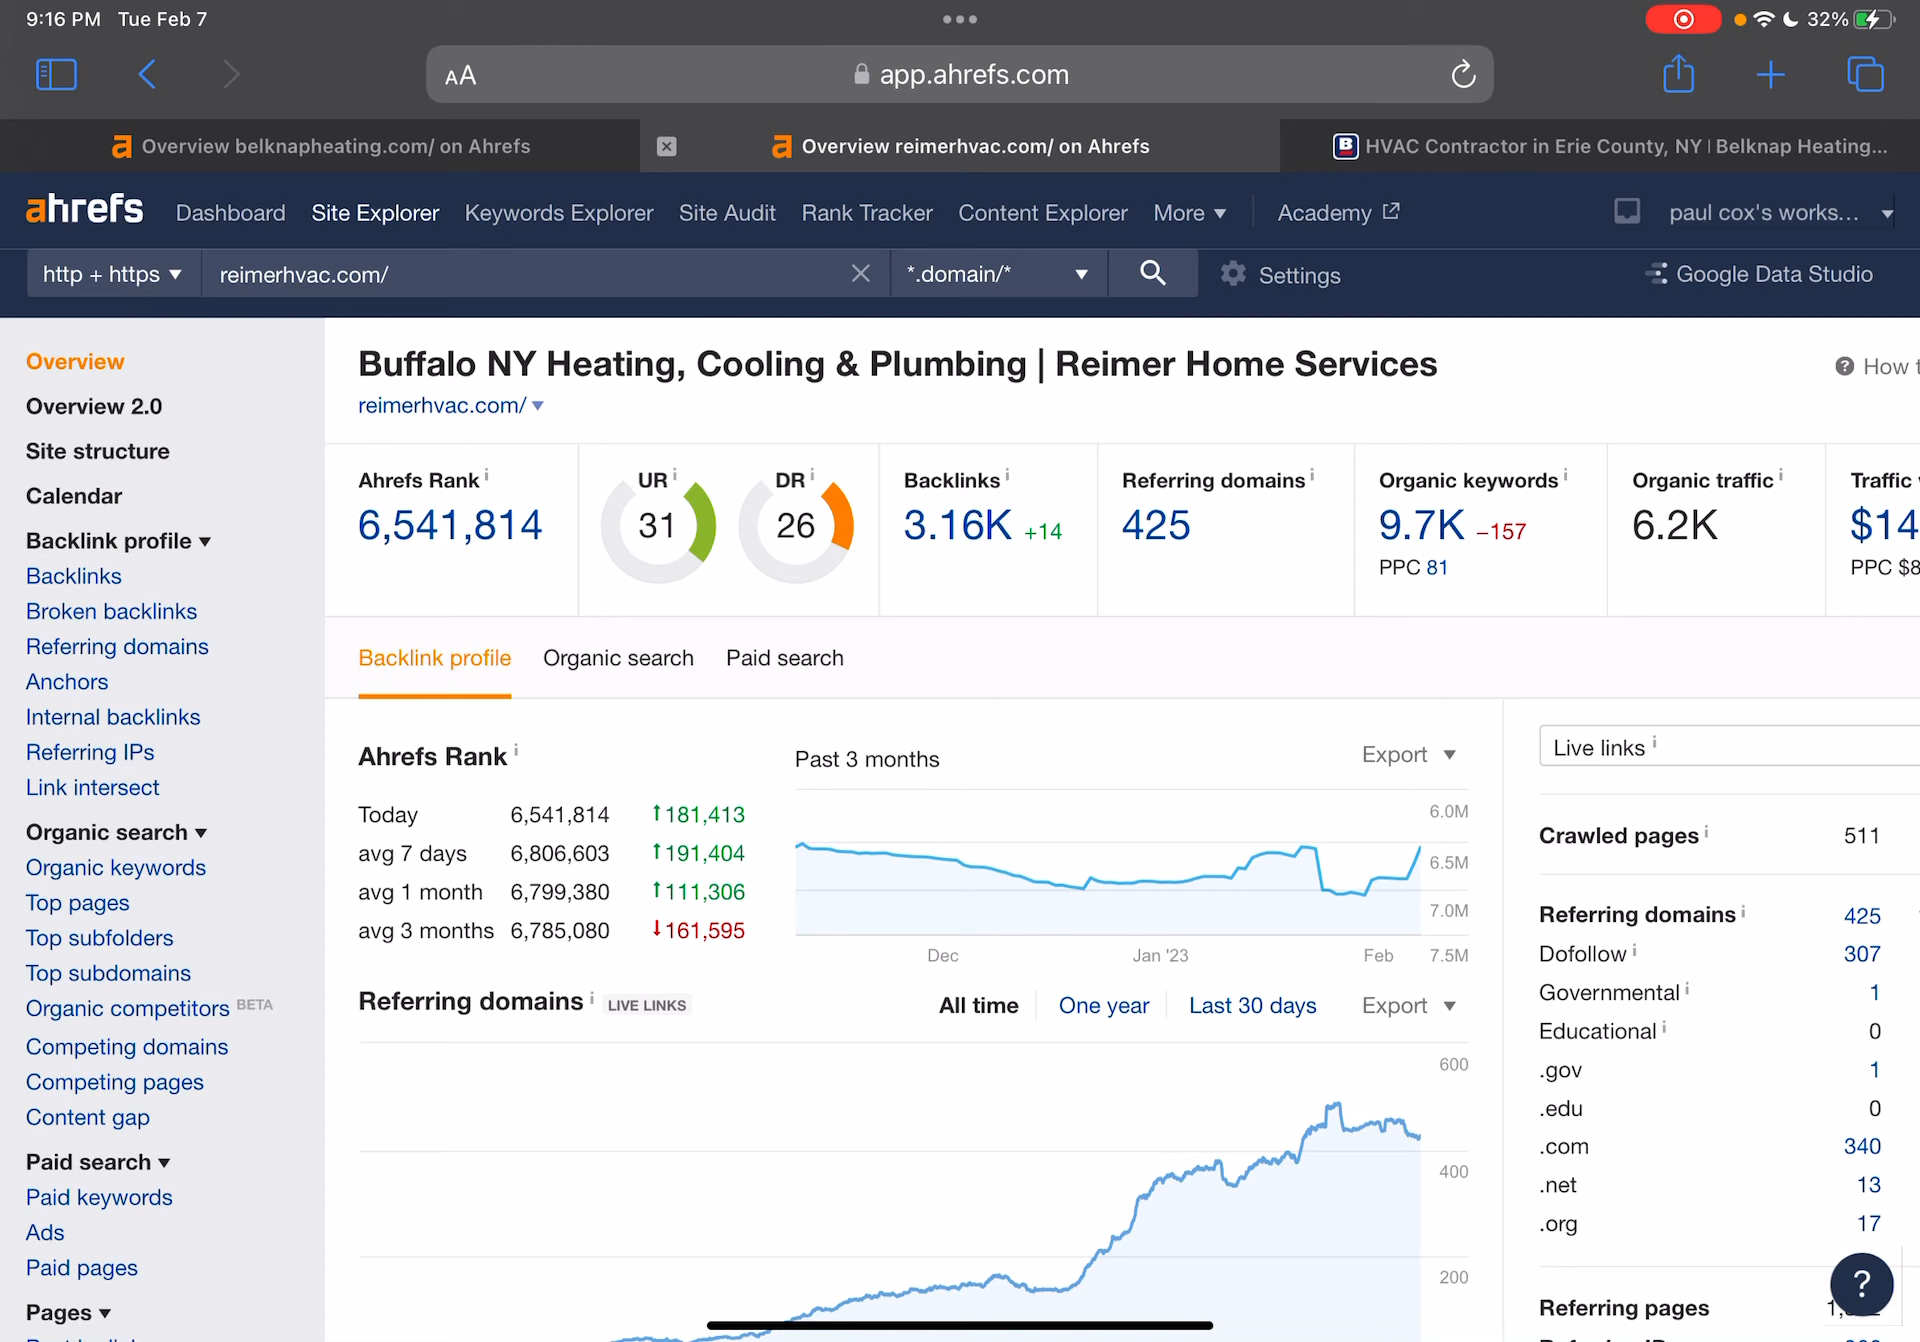 9:16 PM Tue Feb 7
32%
AA
app.ahrefs.com
Overview belknapheating.com/ on Ahrefs
Overview reimerhvac.com/ on Ahrefs
HVAC Contractor in Erie County, NY | Belknap Heating...
ahrefs
Dashboard
Site Explorer
Keywords Explorer
Site Audit
Rank Tracker
Content Explorer
More
Academy
paul cox's works...
http + https
reimerhvac.com/
*.domain/*
Settings
Google Data Studio
Overview
Overview 2.0
Site structure
Calendar
Backlink profile
Backlinks
Broken backlinks
Referring domains
Anchors
Internal backlinks
Referring IPs
Link intersect
Organic search
Organic keywords
Top pages
Top subfolders
Top subdomains
Organic competitors BETA
Competing domains
Competing pages
Content gap
Paid search
Paid keywords
Ads
Paid pages
Pages
Buffalo NY Heating, Cooling & Plumbing | Reimer Home Services
How
reimerhvac.com/
Ahrefs Rank
6,541,814
UR
31
DR
26
Backlinks
3.16K +14
Referring domains
425
Organic keywords
9.7K -157
PPC 81
Organic traffic
6.2K
Traffic
$14
PPC $8
Backlink profile
Organic search
Paid search
Ahrefs Rank
Past 3 months
Export
Today 6,541,814 ↑181,413
avg 7 days 6,806,603 ↑191,404
avg 1 month 6,799,380 ↑111,306
avg 3 months 6,785,080 ↓161,595
6.0M
6.5M
7.0M
7.5M
Dec
Jan '23
Feb
Referring domains LIVE LINKS
All time
One year
Last 30 days
Export
600
400
200
Live links
Crawled pages 511
Referring domains 425
Dofollow 307
Governmental 1
Educational 0
.gov 1
.edu 0
.com 340
.net 13
.org 17
Referring pages
?